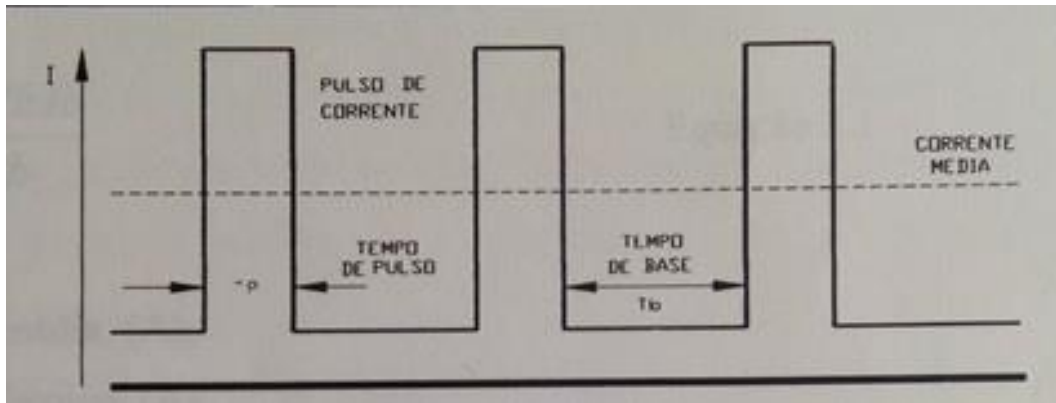 I
PULSO DE
CORRENTE
CORRENTE
MEDIA
TEMPO
DE PULSO
TEMPO
DE BASE
Tb